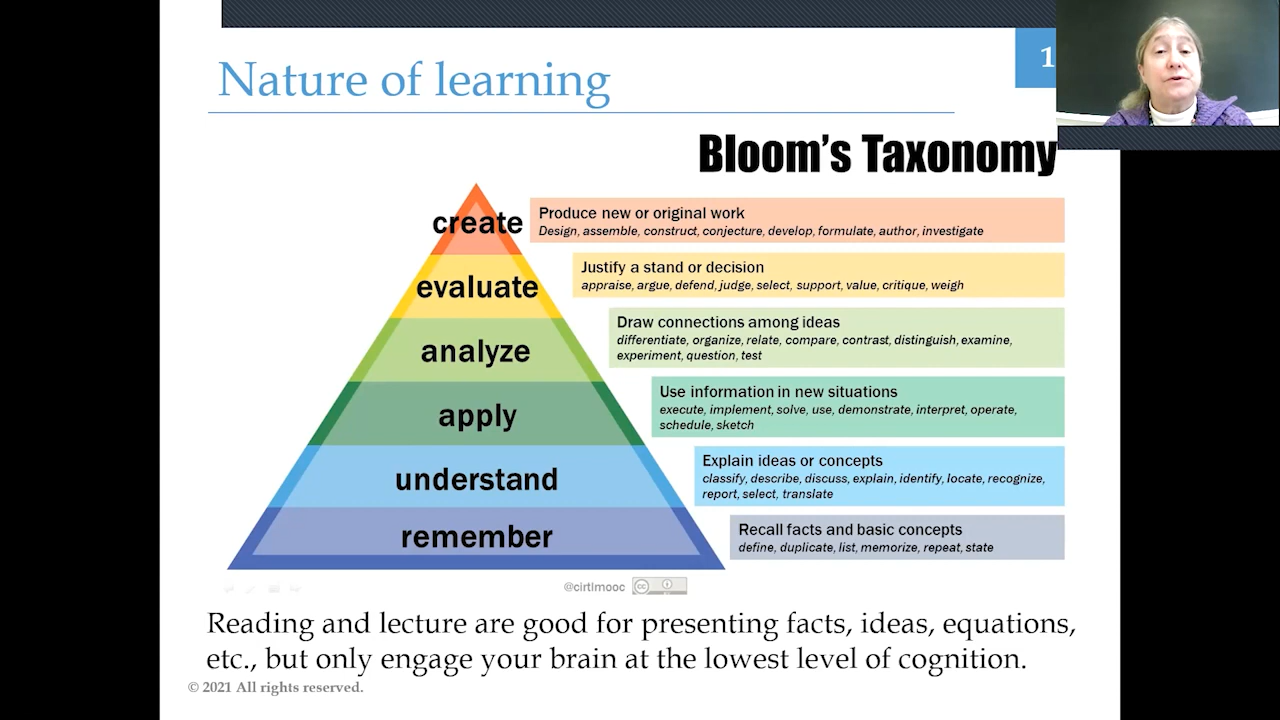 Nature of learning
1
Bloom's Taxonomy
create
Produce new or original work
Design, assemble, construct, conjecture, develop, formulate, author, investigate
evaluate
Justify a stand or decision
appraise, argue, defend, judge, select, support, value, critique, weigh
analyze
Draw connections among ideas
differentiate, organize, relate, compare, contrast, distinguish, examine,
experiment, question, test
apply
Use information in new situations
execute, implement, solve, use, demonstrate, interpret, operate,
schedule, sketch
understand
Explain ideas or concepts
classify, describe, discuss, explain, identify, locate, recognize,
report, select, translate
remember
Recall facts and basic concepts
define, duplicate, list, memorize, repeat, state
@cirtlmooc
cc
Reading and lecture are good for presenting facts, ideas, equations,
etc., but only engage your brain at the lowest level of cognition.
© 2021 All rights reserved.